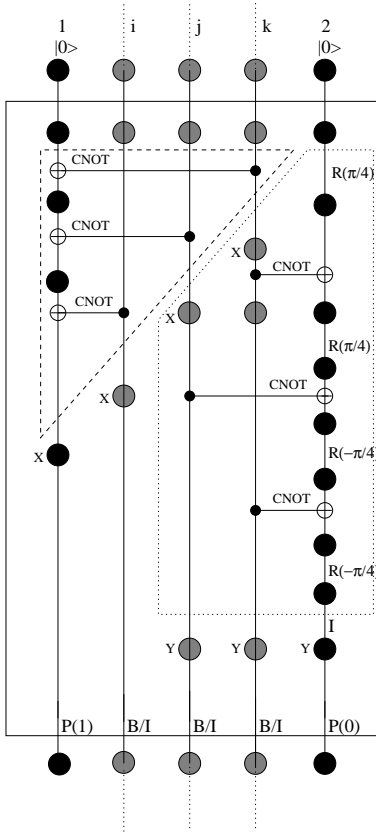 1 i j k 2
|0> |0>
CNOT R(π/4)
CNOT
X CNOT
CNOT X
R(π/4)
CNOT
X
X R(−π/4)
CNOT
R(−π/4)
I
Y Y Y
P(1) B/I B/I B/I P(0)